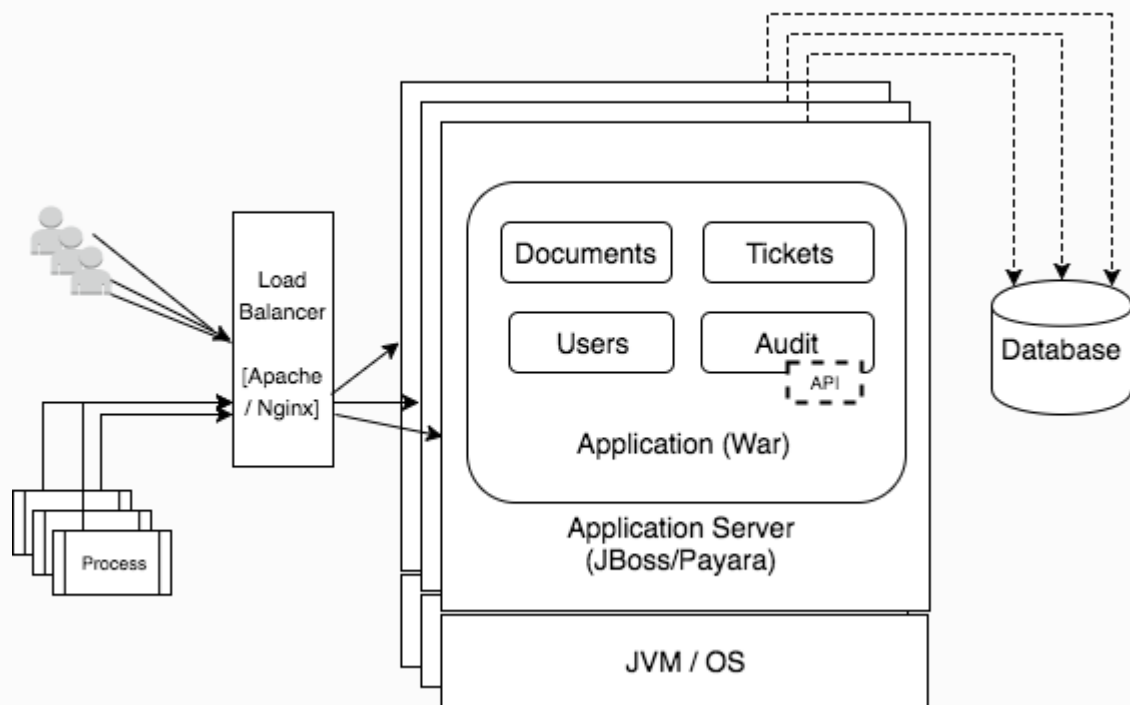 Load
Balancer
[Apache
/ Nginx]
Process
Documents
Tickets
Users
Audit
API
Application (War)
Application Server
(JBoss/Payara)
JVM / OS
Database